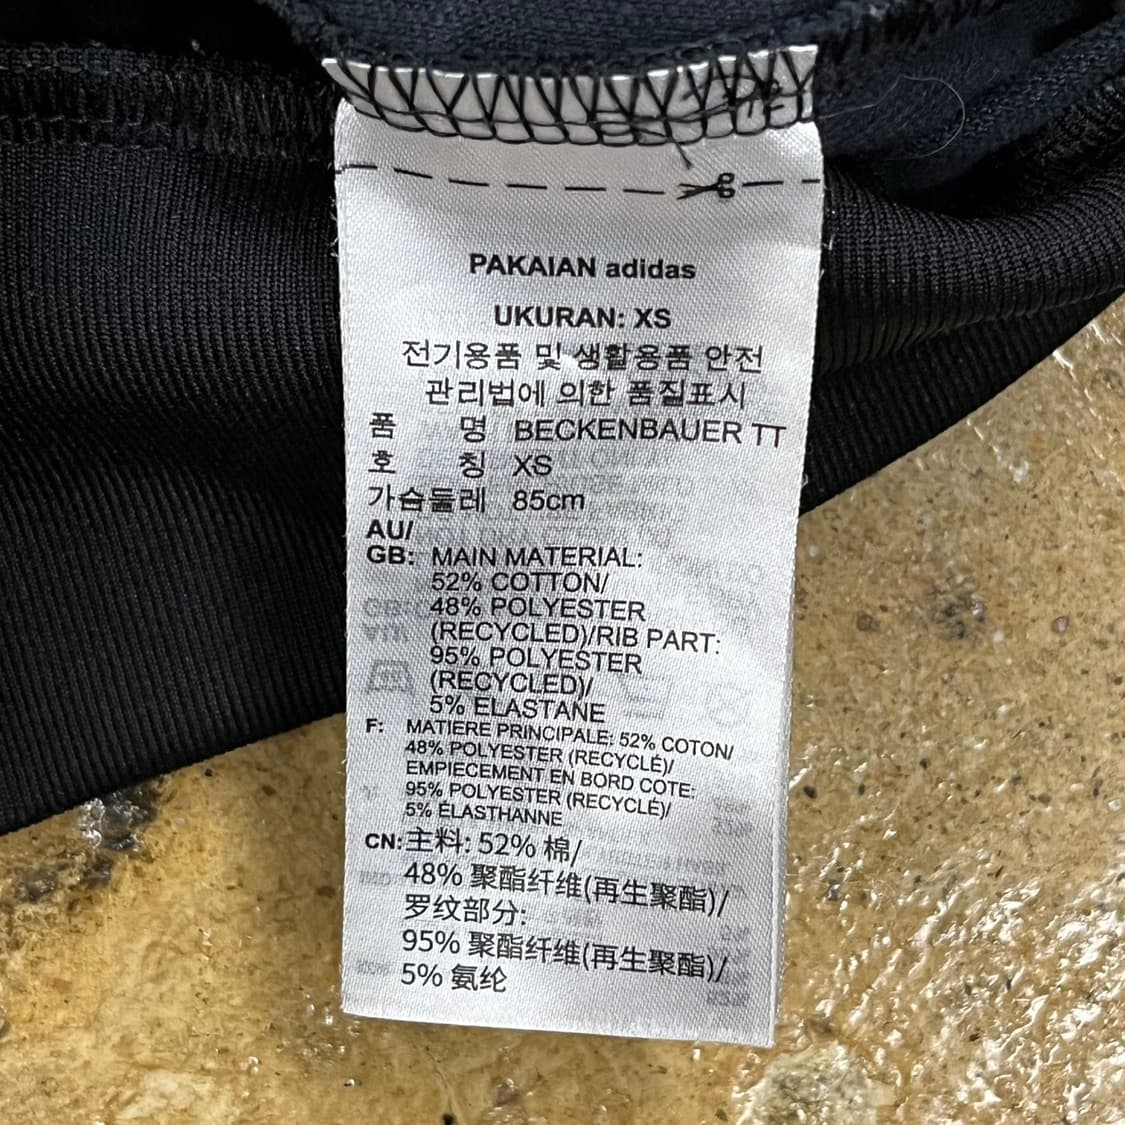 PAKAIAN adidas
UKURAN: XS
전기용품 및 생활용품 안전
관리법에 의한 품질표시
품 명 BECKENBAUER TT
호 칭 XS
가슴둘레 85cm
AU/
GB: MAIN MATERIAL:
52% COTTON/
48% POLYESTER
(RECYCLED)/RIB PART:
95% POLYESTER
(RECYCLED)/
5% ELASTANE
F: MATIERE PRINCIPALE: 52% COTON/
48% POLYESTER (RECYCLÉ)/
EMPIECEMENT EN BORD COTE:
95% POLYESTER (RECYCLÉ)/
5% ÉLASTHANNE
CN: 主料: 52% 棉/
48% 聚酯纤维(再生聚酯)/
罗纹部分:
95% 聚酯纤维(再生聚酯)/
5% 氨纶